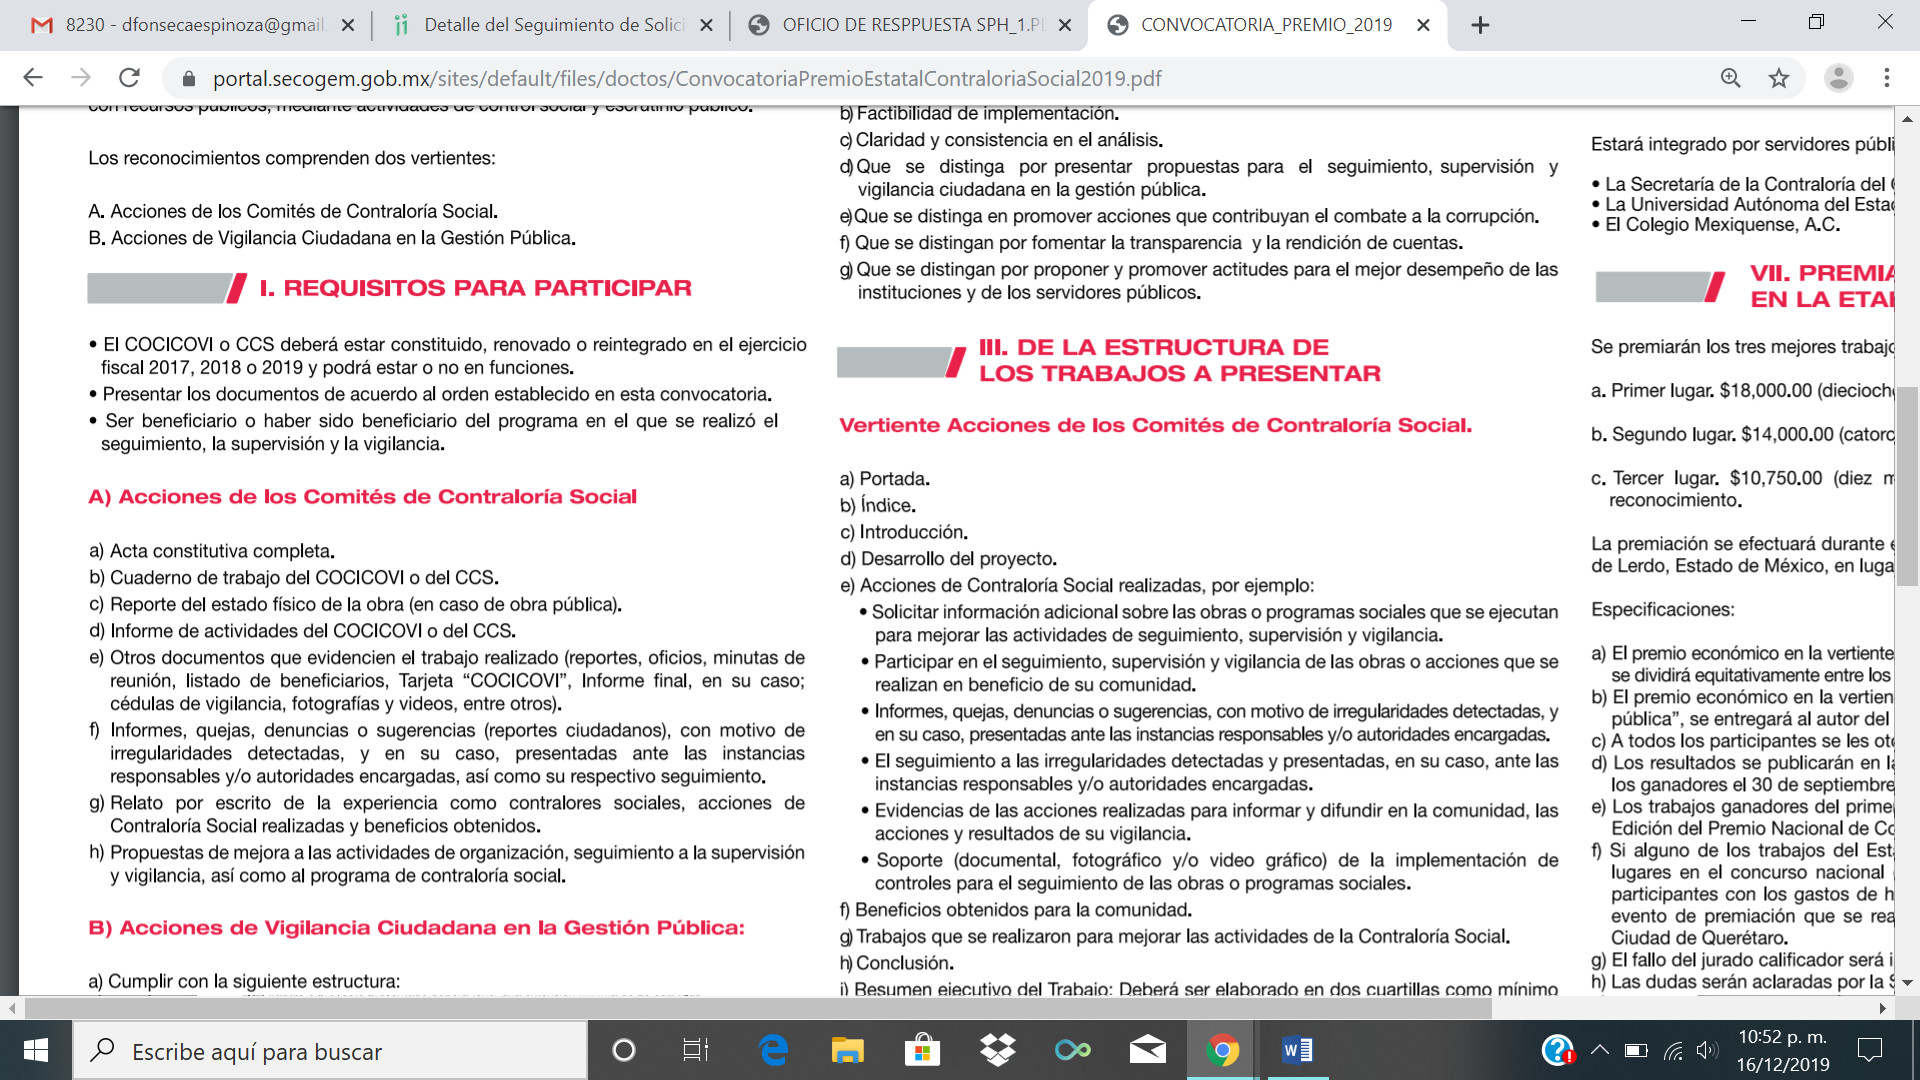 8230 - dfonsecaespinoza@gmail.
Detalle del Seguimiento de Solici
OFICIO DE RESPPUESTA SPH_1.P
CONVOCATORIA_PREMIO_2019
portal.secogem.gob.mx/sites/default/files/doctos/ConvocatoriaPremioEstatalContraloriaSocial2019.pdf
con recursos públicos, mediante actividades de control social y escrutinio público.
Los reconocimientos comprenden dos vertientes:
A. Acciones de los Comités de Contraloría Social.
B. Acciones de Vigilancia Ciudadana en la Gestión Pública.
I. REQUISITOS PARA PARTICIPAR
• El COCICOVI o CCS deberá estar constituido, renovado o reintegrado en el ejercicio
fiscal 2017, 2018 o 2019 y podrá estar o no en funciones.
• Presentar los documentos de acuerdo al orden establecido en esta convocatoria.
• Ser beneficiario o haber sido beneficiario del programa en el que se realizó el
seguimiento, la supervisión y la vigilancia.
A) Acciones de los Comités de Contraloría Social
a) Acta constitutiva completa.
b) Cuaderno de trabajo del COCICOVI o del CCS.
c) Reporte del estado físico de la obra (en caso de obra pública).
d) Informe de actividades del COCICOVI o del CCS.
e) Otros documentos que evidencien el trabajo realizado (reportes, oficios, minutas de
reunión, listado de beneficiarios, Tarjeta “COCICOVI”, Informe final, en su caso;
cédulas de vigilancia, fotografías y videos, entre otros).
f) Informes, quejas, denuncias o sugerencias (reportes ciudadanos), con motivo de
irregularidades detectadas, y en su caso, presentadas ante las instancias
responsables y/o autoridades encargadas, así como su respectivo seguimiento.
g) Relato por escrito de la experiencia como contralores sociales, acciones de
Contraloría Social realizadas y beneficios obtenidos.
h) Propuestas de mejora a las actividades de organización, seguimiento a la supervisión
y vigilancia, así como al programa de contraloría social.
B) Acciones de Vigilancia Ciudadana en la Gestión Pública:
a) Cumplir con la siguiente estructura:
b) Factibilidad de implementación.
c) Claridad y consistencia en el análisis.
d) Que se distinga por presentar propuestas para el seguimiento, supervisión y
vigilancia ciudadana en la gestión pública.
e) Que se distinga en promover acciones que contribuyan el combate a la corrupción.
f) Que se distingan por fomentar la transparencia y la rendición de cuentas.
g) Que se distingan por proponer y promover actitudes para el mejor desempeño de las
instituciones y de los servidores públicos.
III. DE LA ESTRUCTURA DE
LOS TRABAJOS A PRESENTAR
Vertiente Acciones de los Comités de Contraloría Social.
a) Portada.
b) Índice.
c) Introducción.
d) Desarrollo del proyecto.
e) Acciones de Contraloría Social realizadas, por ejemplo:
• Solicitar información adicional sobre las obras o programas sociales que se ejecutan
para mejorar las actividades de seguimiento, supervisión y vigilancia.
• Participar en el seguimiento, supervisión y vigilancia de las obras o acciones que se
realizan en beneficio de su comunidad.
• Informes, quejas, denuncias o sugerencias, con motivo de irregularidades detectadas, y
en su caso, presentadas ante las instancias responsables y/o autoridades encargadas.
• El seguimiento a las irregularidades detectadas y presentadas, en su caso, ante las
instancias responsables y/o autoridades encargadas.
• Evidencias de las acciones realizadas para informar y difundir en la comunidad, las
acciones y resultados de su vigilancia.
• Soporte (documental, fotográfico y/o video gráfico) de la implementación de
controles para el seguimiento de las obras o programas sociales.
f) Beneficios obtenidos para la comunidad.
g) Trabajos que se realizaron para mejorar las actividades de la Contraloría Social.
h) Conclusión.
i) Resumen ejecutivo del Trabajo: Deberá ser elaborado en dos cuartillas como mínimo
Estará integrado por servidores públi
• La Secretaría de la Contraloría del
• La Universidad Autónoma del Esta
• El Colegio Mexiquense, A.C.
VII. PREMIA
EN LA ETA
Se premiarán los tres mejores trabajo
a. Primer lugar. $18,000.00 (dieciocho
b. Segundo lugar. $14,000.00 (catorc
c. Tercer lugar. $10,750.00 (diez m
reconocimiento.
La premiación se efectuará durante e
de Lerdo, Estado de México, en luga
Especificaciones:
a) El premio económico en la vertiente
se dividirá equitativamente entre los
b) El premio económico en la vertien
pública”, se entregará al autor del
c) A todos los participantes se les oto
d) Los resultados se publicarán en la
los ganadores el 30 de septiembre
e) Los trabajos ganadores del prime
Edición del Premio Nacional de Co
f) Si alguno de los trabajos del Est
lugares en el concurso nacional
participantes con los gastos de h
evento de premiación que se rea
Ciudad de Querétaro.
g) El fallo del jurado calificador será i
h) Las dudas serán aclaradas por la S
Escribe aquí para buscar
10:52 p. m.
16/12/2019